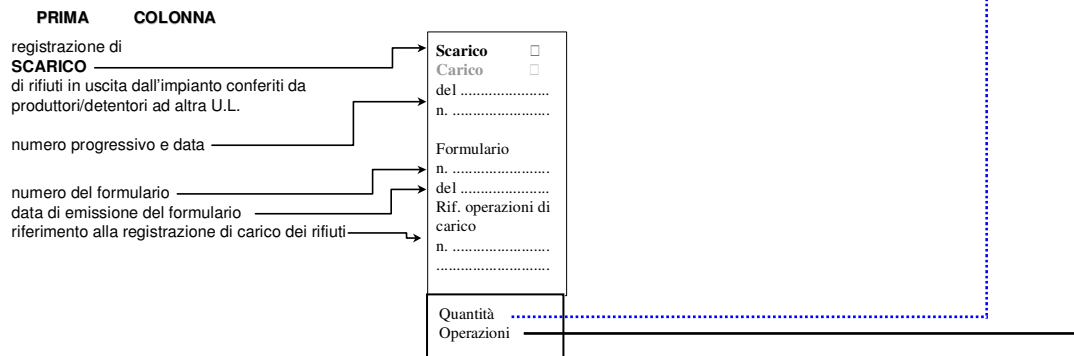 PRIMA COLONNA
registrazione di
SCARICO
di rifiuti in uscita dall'impianto conferiti da
produttori/detentori ad altra U.L.
numero progressivo e data
numero del formulario
data di emissione del formulario
riferimento alla registrazione di carico dei rifiuti
Scarico □
Carico □
del ......................
n. ........................
Formulario
n. ........................
del ......................
Rif. operazioni di
carico
n. ........................
............................
Quantità
Operazioni